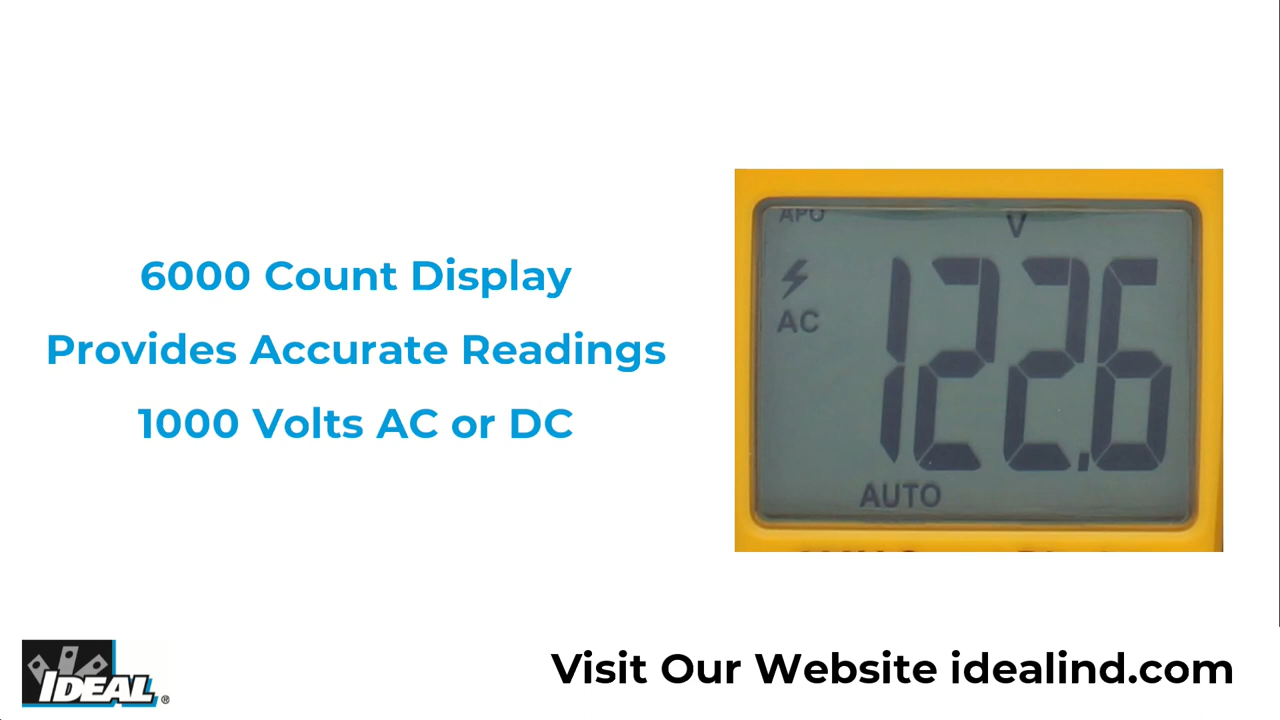 6000 Count Display
Provides Accurate Readings
1000 Volts AC or DC
APO
V
AC
122.6
AUTO
IDEAL®
Visit Our Website idealind.com